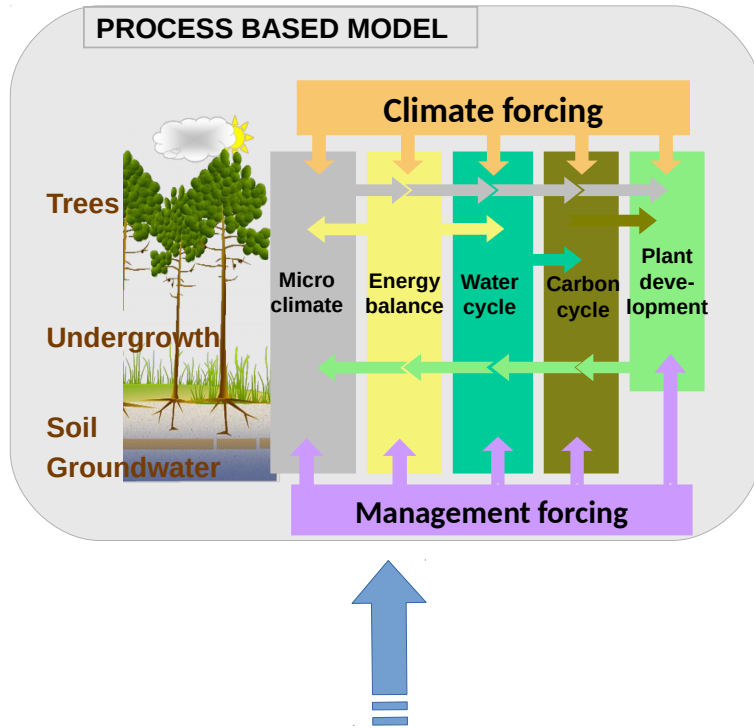 PROCESS BASED MODEL
Climate forcing
Trees
Micro
climate
Energy
balance
Water
cycle
Carbon
cycle
Plant
deve-
lopment
Undergrowth
Soil
Groundwater
Management forcing